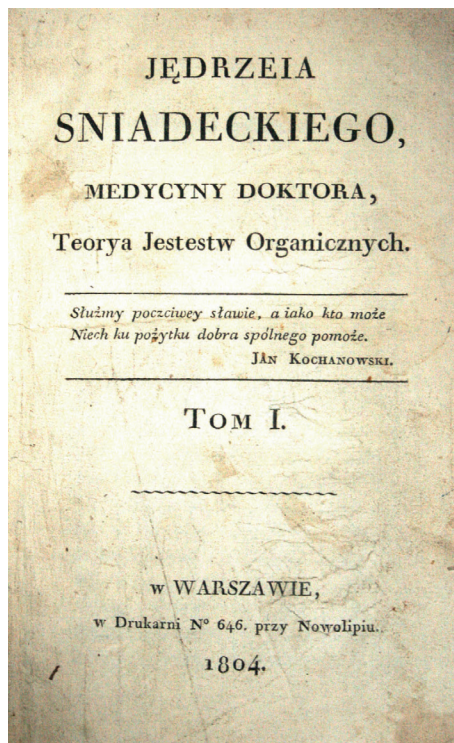 JĘDRZEIA
SNIADECKIEGO,
MEDYCYNY DOKTORA,
Teorya Jestestw Organicznych.
Służmy poczciwey sławie, a iako kto może
Niech ku pożytku dobra spólnego pomoże.
JAN KOCHANOWSKI.
TOM I.
w WARSZAWIE,
w Drukarni Nº 646. przy Nowolipiu.
1804.